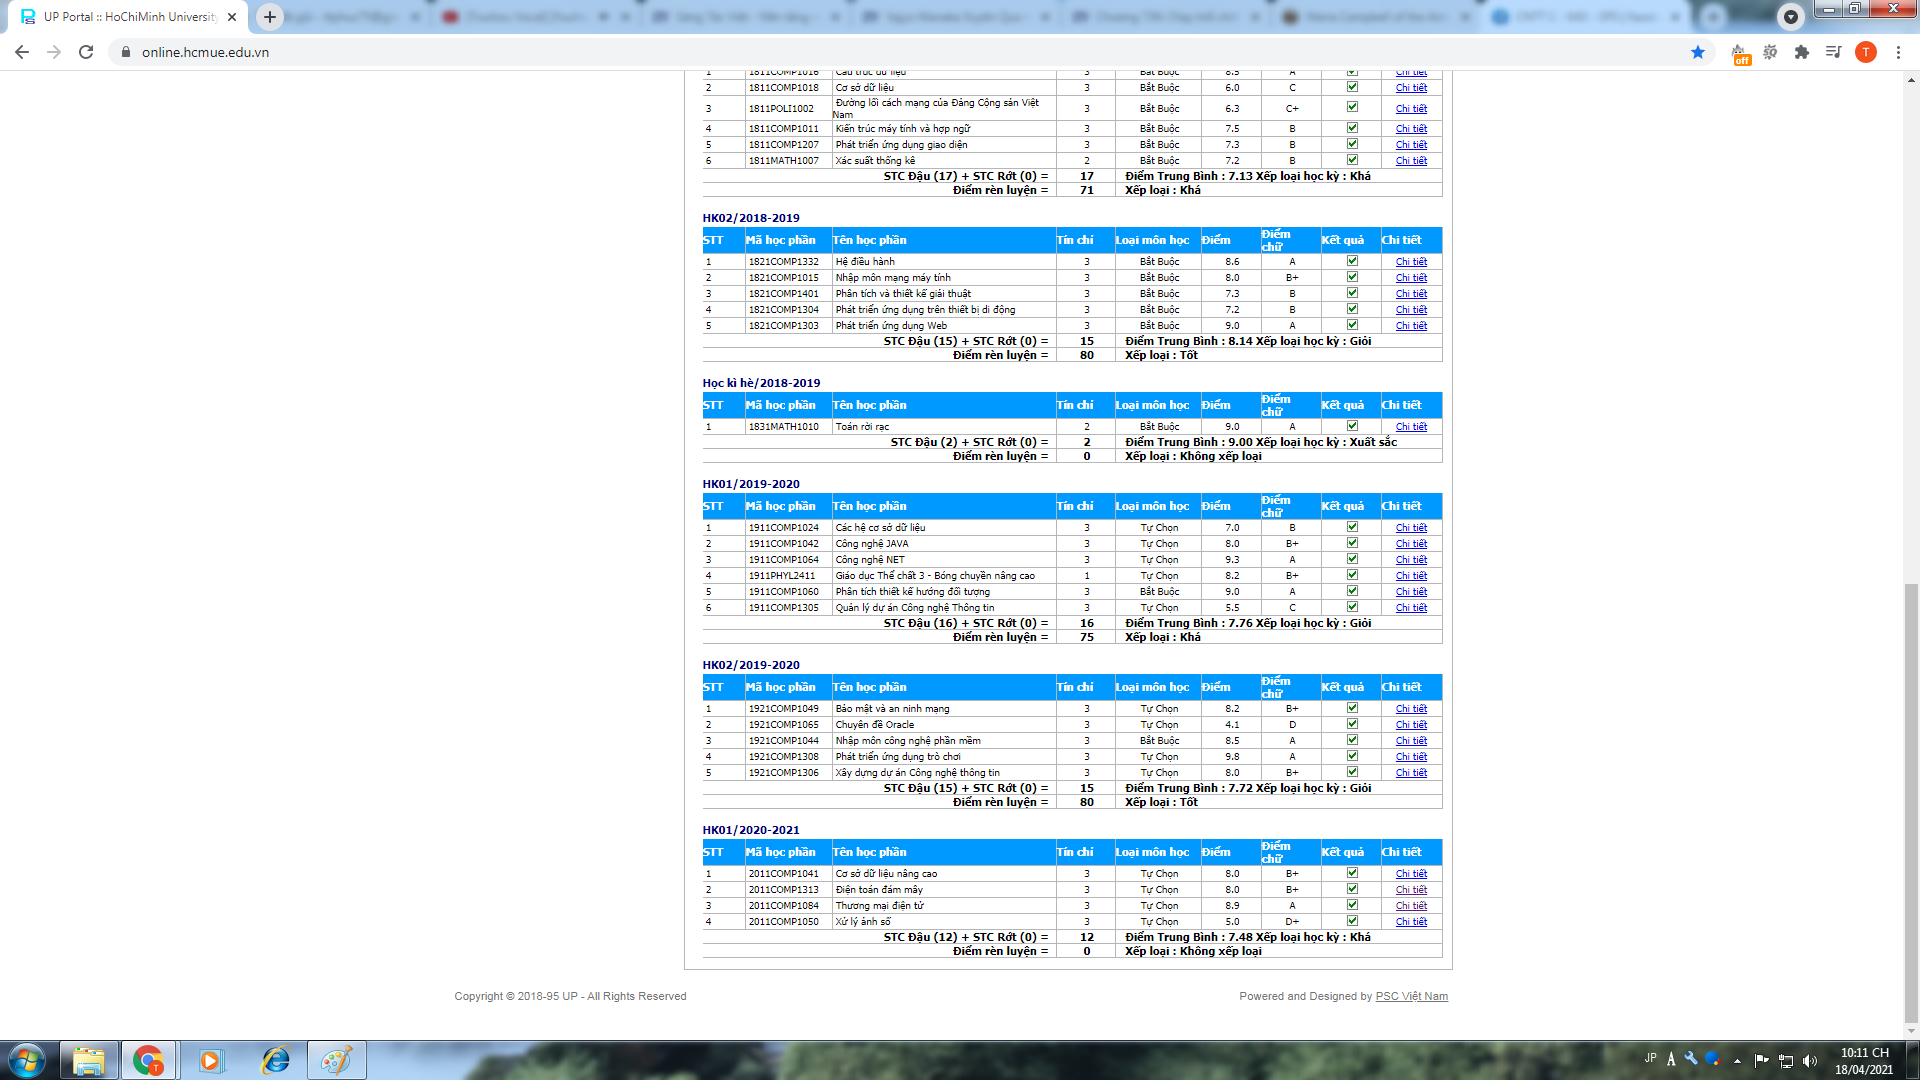 UP Portal :: HoChiMinh University
online.hcmue.edu.vn
off
T
1 1811COMP1016 Cấu trúc dữ liệu 3 Bắt Buộc 8.5 A Chi tiết
2 1811COMP1018 Cơ sở dữ liệu 3 Bắt Buộc 6.0 C Chi tiết
3 1811POLI1002 Đường lối cách mạng của Đảng Cộng sản Việt Nam 3 Bắt Buộc 6.3 C+ Chi tiết
4 1811COMP1011 Kiến trúc máy tính và hợp ngữ 3 Bắt Buộc 7.5 B Chi tiết
5 1811COMP1207 Phát triển ứng dụng giao diện 3 Bắt Buộc 7.3 B Chi tiết
6 1811MATH1007 Xác suất thống kê 2 Bắt Buộc 7.2 B Chi tiết
STC Đậu (17) + STC Rớt (0) = 17 Điểm Trung Bình : 7.13 Xếp loại học kỳ : Khá
Điểm rèn luyện = 71 Xếp loại : Khá
HK02/2018-2019
STT Mã học phần Tên học phần Tín chỉ Loại môn học Điểm Điểm chữ Kết quả Chi tiết
1 1821COMP1332 Hệ điều hành 3 Bắt Buộc 8.6 A Chi tiết
2 1821COMP1015 Nhập môn mạng máy tính 3 Bắt Buộc 8.0 B+ Chi tiết
3 1821COMP1401 Phân tích và thiết kế giải thuật 3 Bắt Buộc 7.3 B Chi tiết
4 1821COMP1304 Phát triển ứng dụng trên thiết bị di động 3 Bắt Buộc 7.2 B Chi tiết
5 1821COMP1303 Phát triển ứng dụng Web 3 Bắt Buộc 9.0 A Chi tiết
STC Đậu (15) + STC Rớt (0) = 15 Điểm Trung Bình : 8.14 Xếp loại học kỳ : Giỏi
Điểm rèn luyện = 80 Xếp loại : Tốt
Học kì hè/2018-2019
STT Mã học phần Tên học phần Tín chỉ Loại môn học Điểm Điểm chữ Kết quả Chi tiết
1 1831MATH1010 Toán rời rạc 2 Bắt Buộc 9.0 A Chi tiết
STC Đậu (2) + STC Rớt (0) = 2 Điểm Trung Bình : 9.00 Xếp loại học kỳ : Xuất sắc
Điểm rèn luyện = 0 Xếp loại : Không xếp loại
HK01/2019-2020
STT Mã học phần Tên học phần Tín chỉ Loại môn học Điểm Điểm chữ Kết quả Chi tiết
1 1911COMP1024 Các hệ cơ sở dữ liệu 3 Tự Chọn 7.0 B Chi tiết
2 1911COMP1042 Công nghệ JAVA 3 Tự Chọn 8.0 B+ Chi tiết
3 1911COMP1064 Công nghệ NET 3 Tự Chọn 9.3 A Chi tiết
4 1911PHYL2411 Giáo dục Thể chất 3 - Bóng chuyền nâng cao 1 Tự Chọn 8.2 B+ Chi tiết
5 1911COMP1060 Phân tích thiết kế hướng đối tượng 3 Bắt Buộc 9.0 A Chi tiết
6 1911COMP1305 Quản lý dự án Công nghệ Thông tin 3 Tự Chọn 5.5 C Chi tiết
STC Đậu (16) + STC Rớt (0) = 16 Điểm Trung Bình : 7.76 Xếp loại học kỳ : Giỏi
Điểm rèn luyện = 75 Xếp loại : Khá
HK02/2019-2020
STT Mã học phần Tên học phần Tín chỉ Loại môn học Điểm Điểm chữ Kết quả Chi tiết
1 1921COMP1049 Bảo mật và an ninh mạng 3 Tự Chọn 8.2 B+ Chi tiết
2 1921COMP1065 Chuyên đề Oracle 3 Tự Chọn 4.1 D Chi tiết
3 1921COMP1044 Nhập môn công nghệ phần mềm 3 Bắt Buộc 8.5 A Chi tiết
4 1921COMP1308 Phát triển ứng dụng trò chơi 3 Tự Chọn 9.8 A Chi tiết
5 1921COMP1306 Xây dựng dự án Công nghệ thông tin 3 Tự Chọn 8.0 B+ Chi tiết
STC Đậu (15) + STC Rớt (0) = 15 Điểm Trung Bình : 7.72 Xếp loại học kỳ : Giỏi
Điểm rèn luyện = 80 Xếp loại : Tốt
HK01/2020-2021
STT Mã học phần Tên học phần Tín chỉ Loại môn học Điểm Điểm chữ Kết quả Chi tiết
1 2011COMP1041 Cơ sở dữ liệu nâng cao 3 Tự Chọn 8.0 B+ Chi tiết
2 2011COMP1313 Điện toán đám mây 3 Tự Chọn 8.0 B+ Chi tiết
3 2011COMP1084 Thương mại điện tử 3 Tự Chọn 8.9 A Chi tiết
4 2011COMP1050 Xử lý ảnh số 3 Tự Chọn 5.0 D+ Chi tiết
STC Đậu (12) + STC Rớt (0) = 12 Điểm Trung Bình : 7.48 Xếp loại học kỳ : Khá
Điểm rèn luyện = 0 Xếp loại : Không xếp loại
Copyright © 2018-95 UP - All Rights Reserved Powered and Designed by PSC Việt Nam
JP A 10:11 CH
18/04/2021